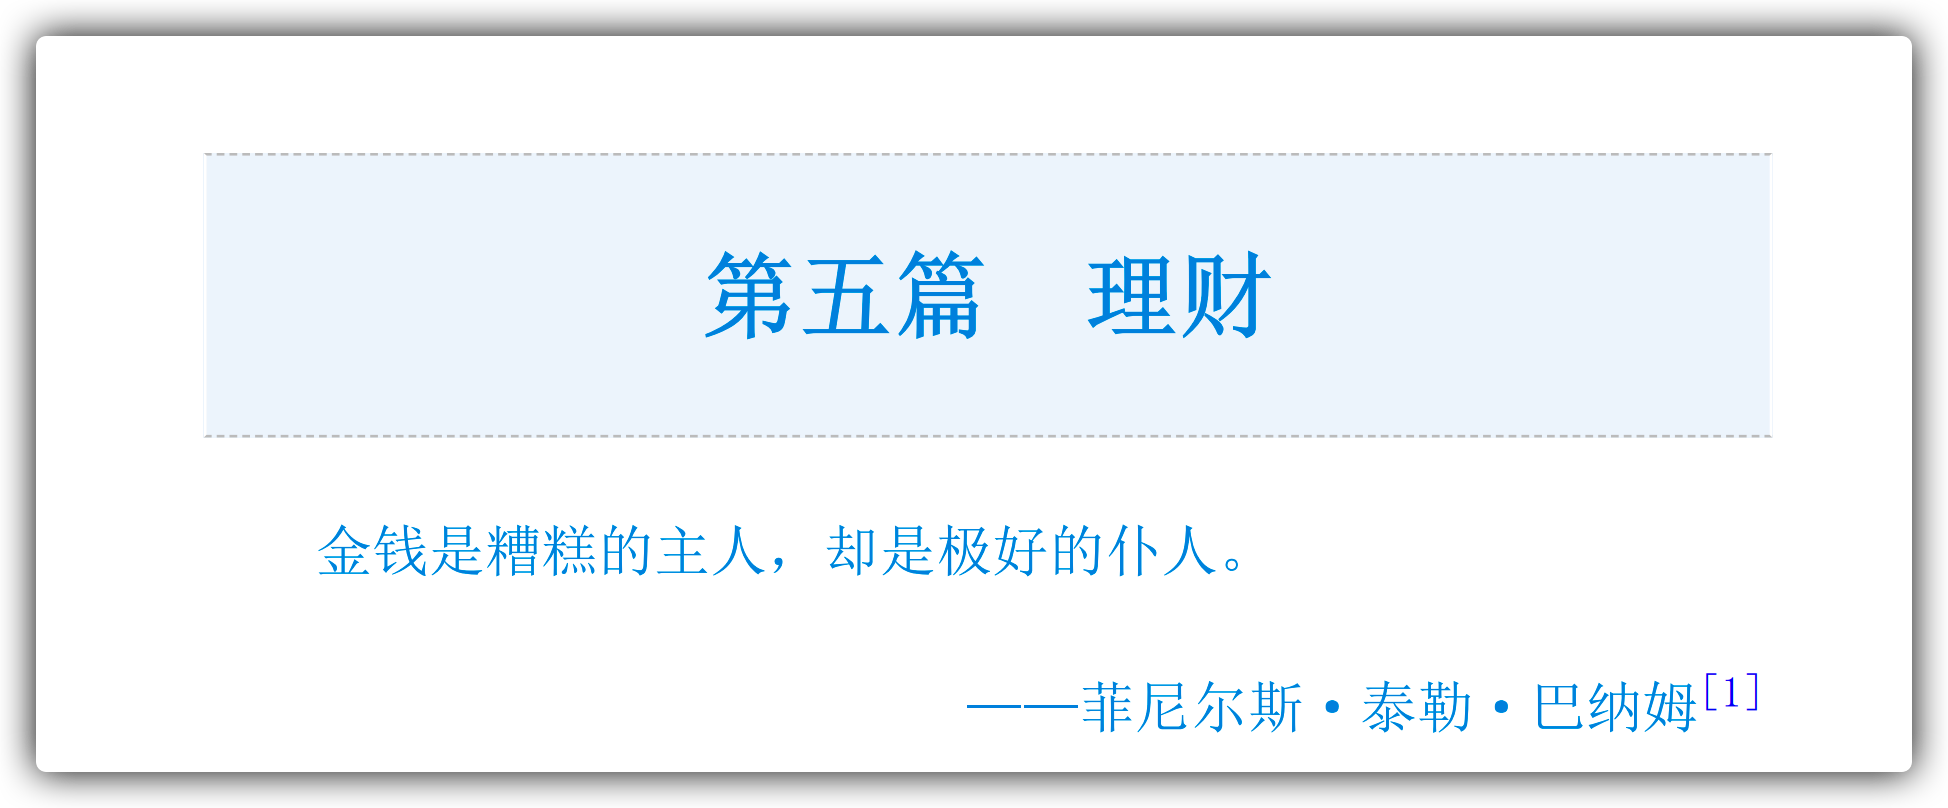 第五篇　理财
金钱是糟糕的主人，却是极好的仆人。
——菲尼尔斯·泰勒·巴纳姆[1]